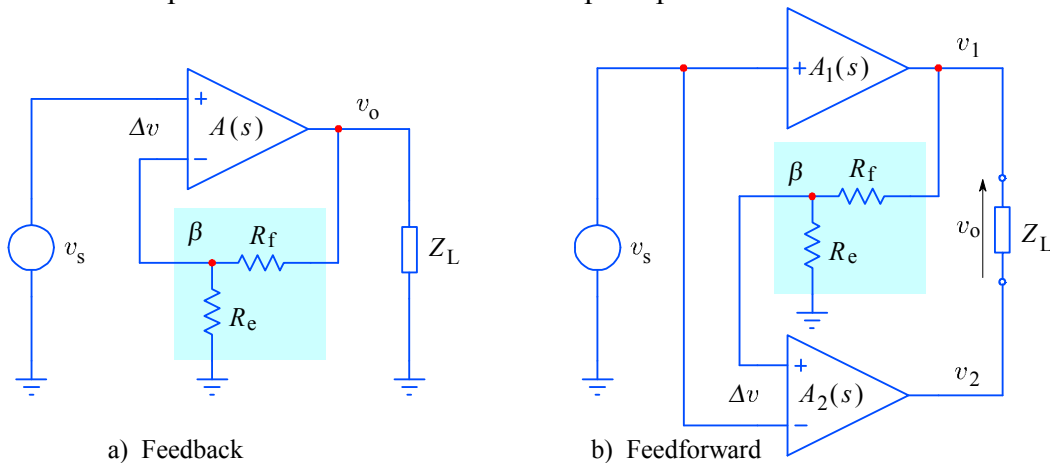 v1
+ A1(s)
vo
+
Δv
A(s)
−
β
Rf
Re
vs
ZL
β
Rf
Re
vs
vo
ZL
+
Δv
A2(s)
−
v2
a) Feedback
b) Feedforward